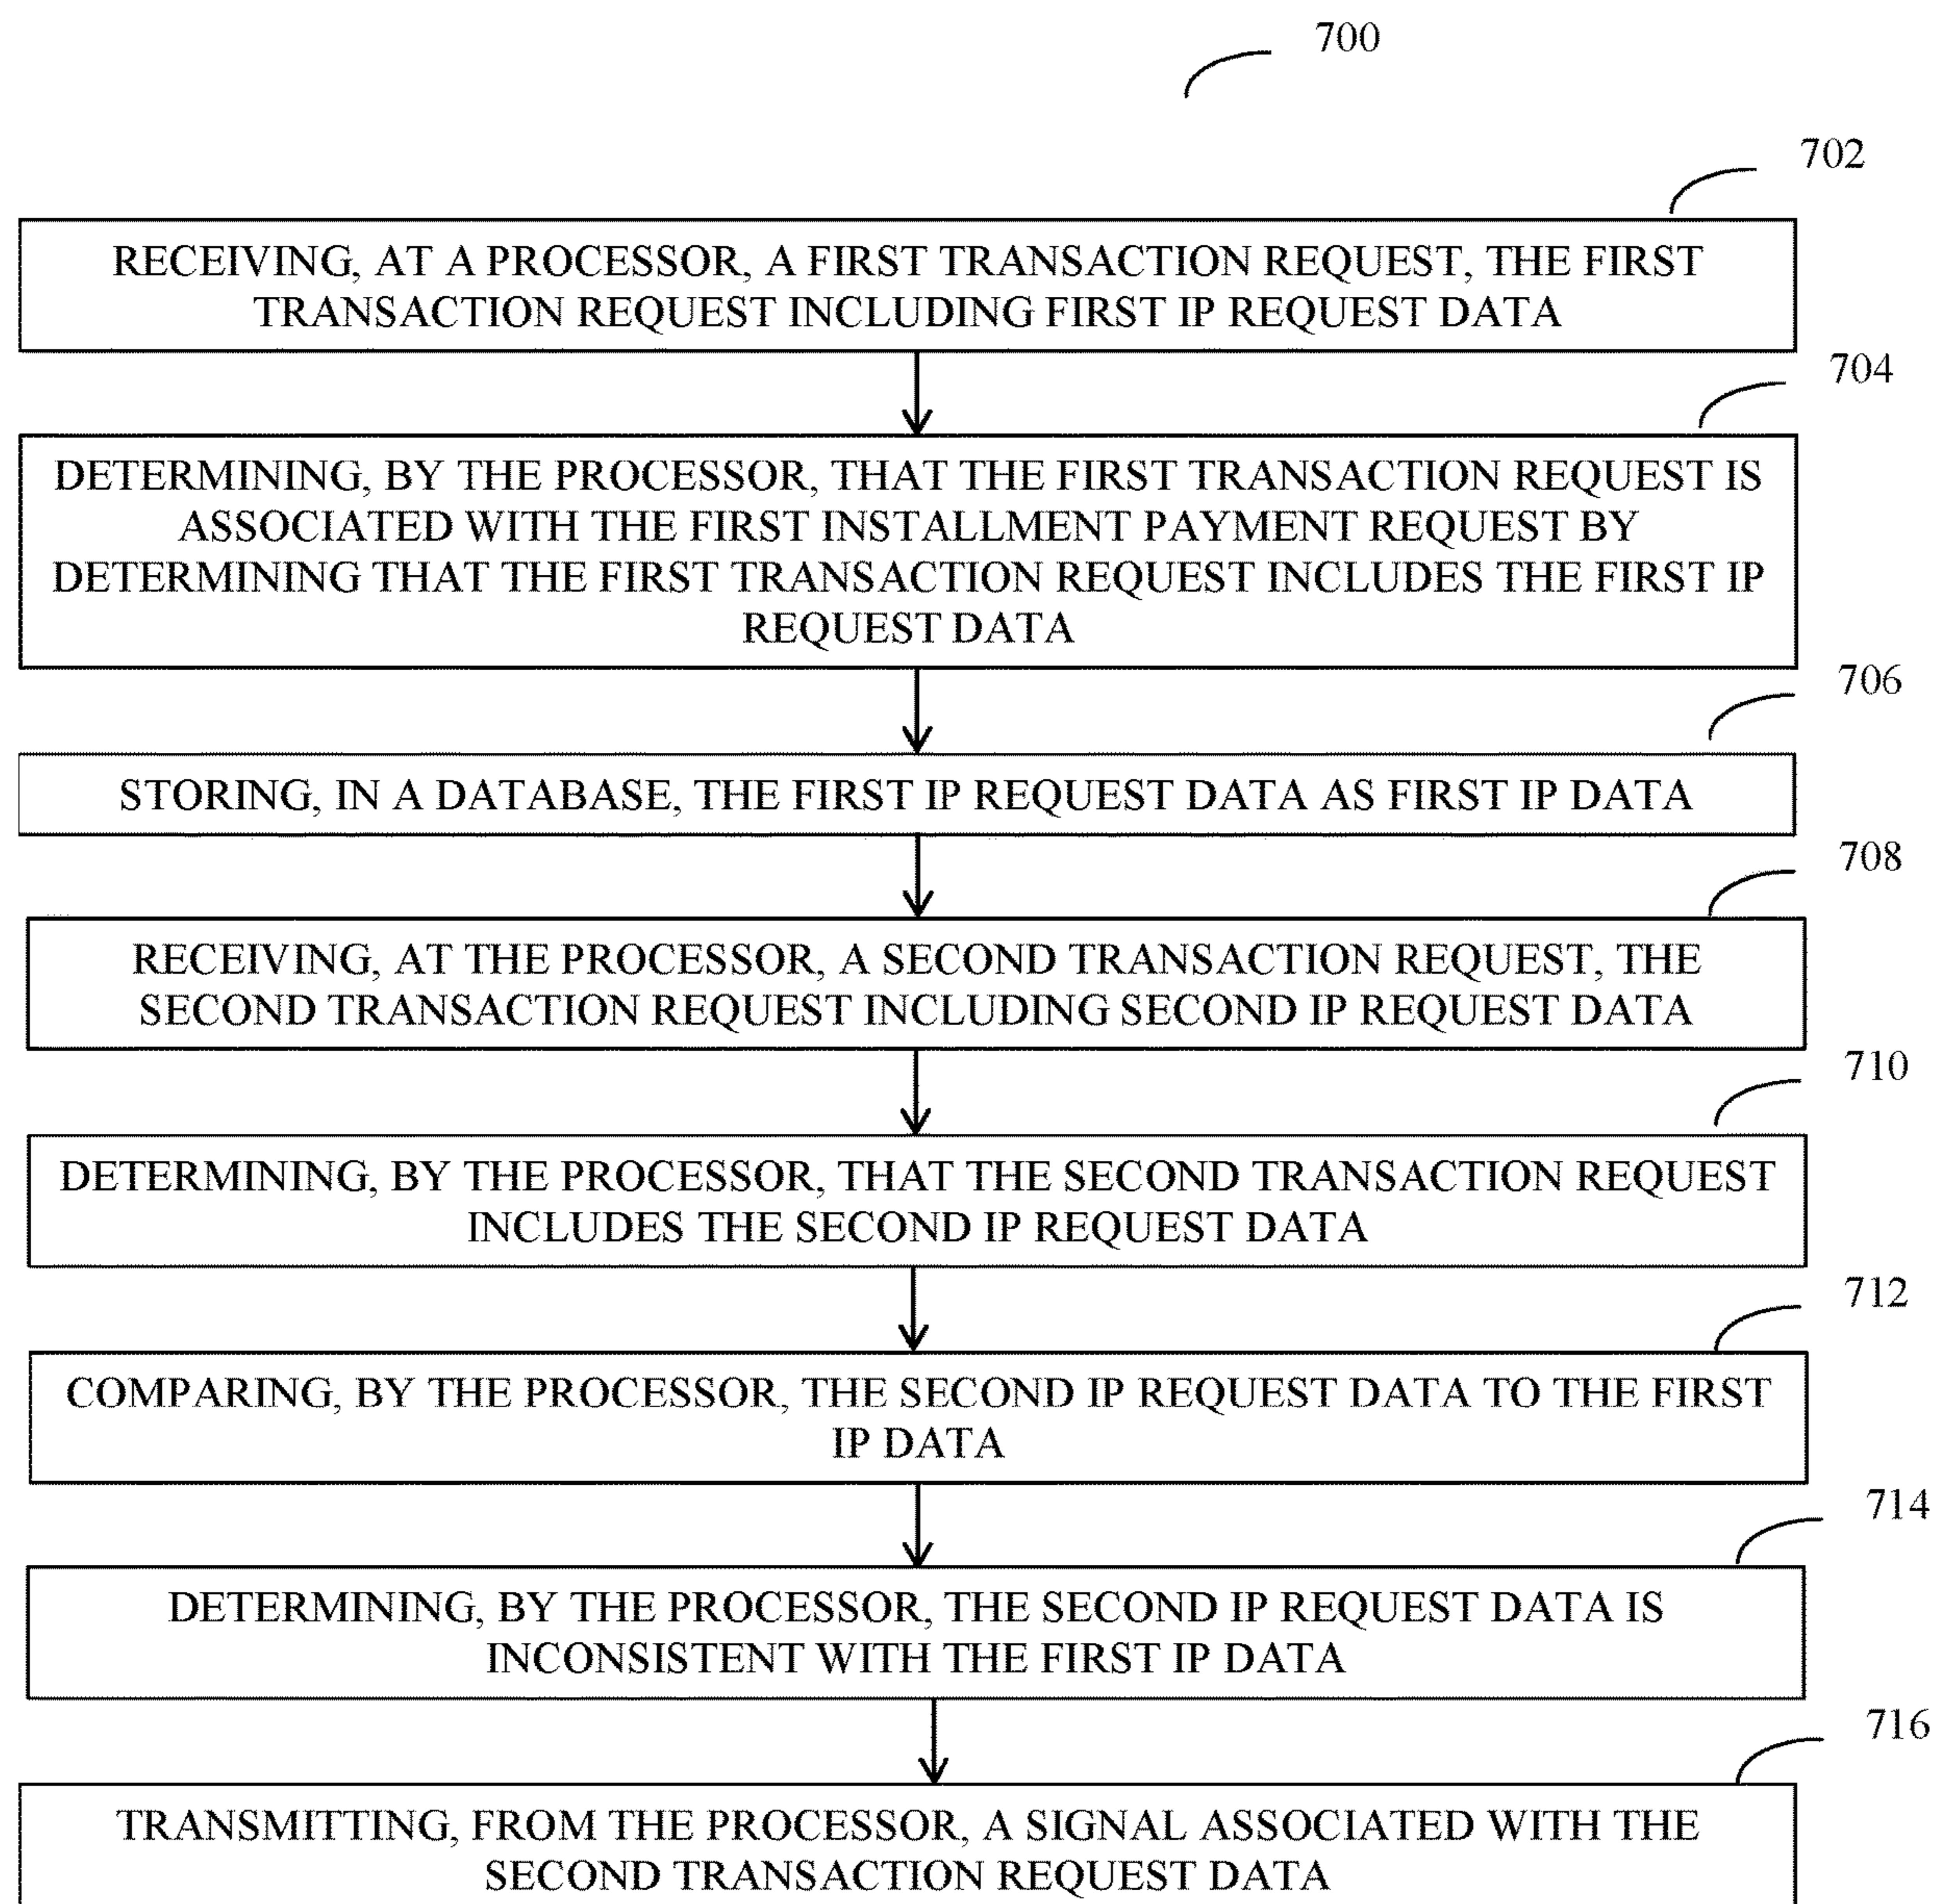 700
702
RECEIVING, AT A PROCESSOR, A FIRST TRANSACTION REQUEST, THE FIRST
TRANSACTION REQUEST INCLUDING FIRST IP REQUEST DATA
704
DETERMINING, BY THE PROCESSOR, THAT THE FIRST TRANSACTION REQUEST IS
ASSOCIATED WITH THE FIRST INSTALLMENT PAYMENT REQUEST BY
DETERMINING THAT THE FIRST TRANSACTION REQUEST INCLUDES THE FIRST IP
REQUEST DATA
706
STORING, IN A DATABASE, THE FIRST IP REQUEST DATA AS FIRST IP DATA
708
RECEIVING, AT THE PROCESSOR, A SECOND TRANSACTION REQUEST, THE
SECOND TRANSACTION REQUEST INCLUDING SECOND IP REQUEST DATA
710
DETERMINING, BY THE PROCESSOR, THAT THE SECOND TRANSACTION REQUEST
INCLUDES THE SECOND IP REQUEST DATA
712
COMPARING, BY THE PROCESSOR, THE SECOND IP REQUEST DATA TO THE FIRST
IP DATA
714
DETERMINING, BY THE PROCESSOR, THE SECOND IP REQUEST DATA IS
INCONSISTENT WITH THE FIRST IP DATA
716
TRANSMITTING, FROM THE PROCESSOR, A SIGNAL ASSOCIATED WITH THE
SECOND TRANSACTION REQUEST DATA